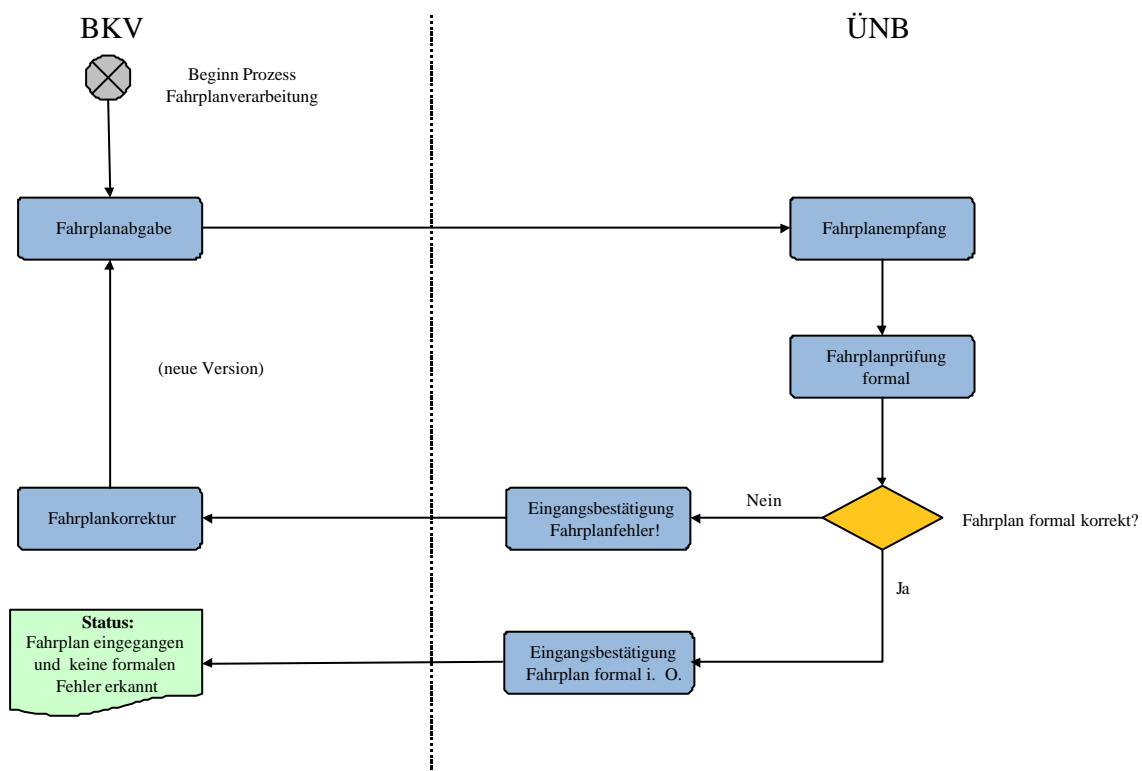 BKV
ÜNB
Beginn Prozess
Fahrplanverarbeitung
Fahrplanabgabe
Fahrplanempfang
Fahrplanprüfung
formal
(neue Version)
Fahrplankorrektur
Eingangsbestätigung
Fahrplanfehler!
Nein
Fahrplan formal korrekt?
Ja
Status:
Fahrplan eingegangen
und keine formalen
Fehler erkannt
Eingangsbestätigung
Fahrplan formal i. O.